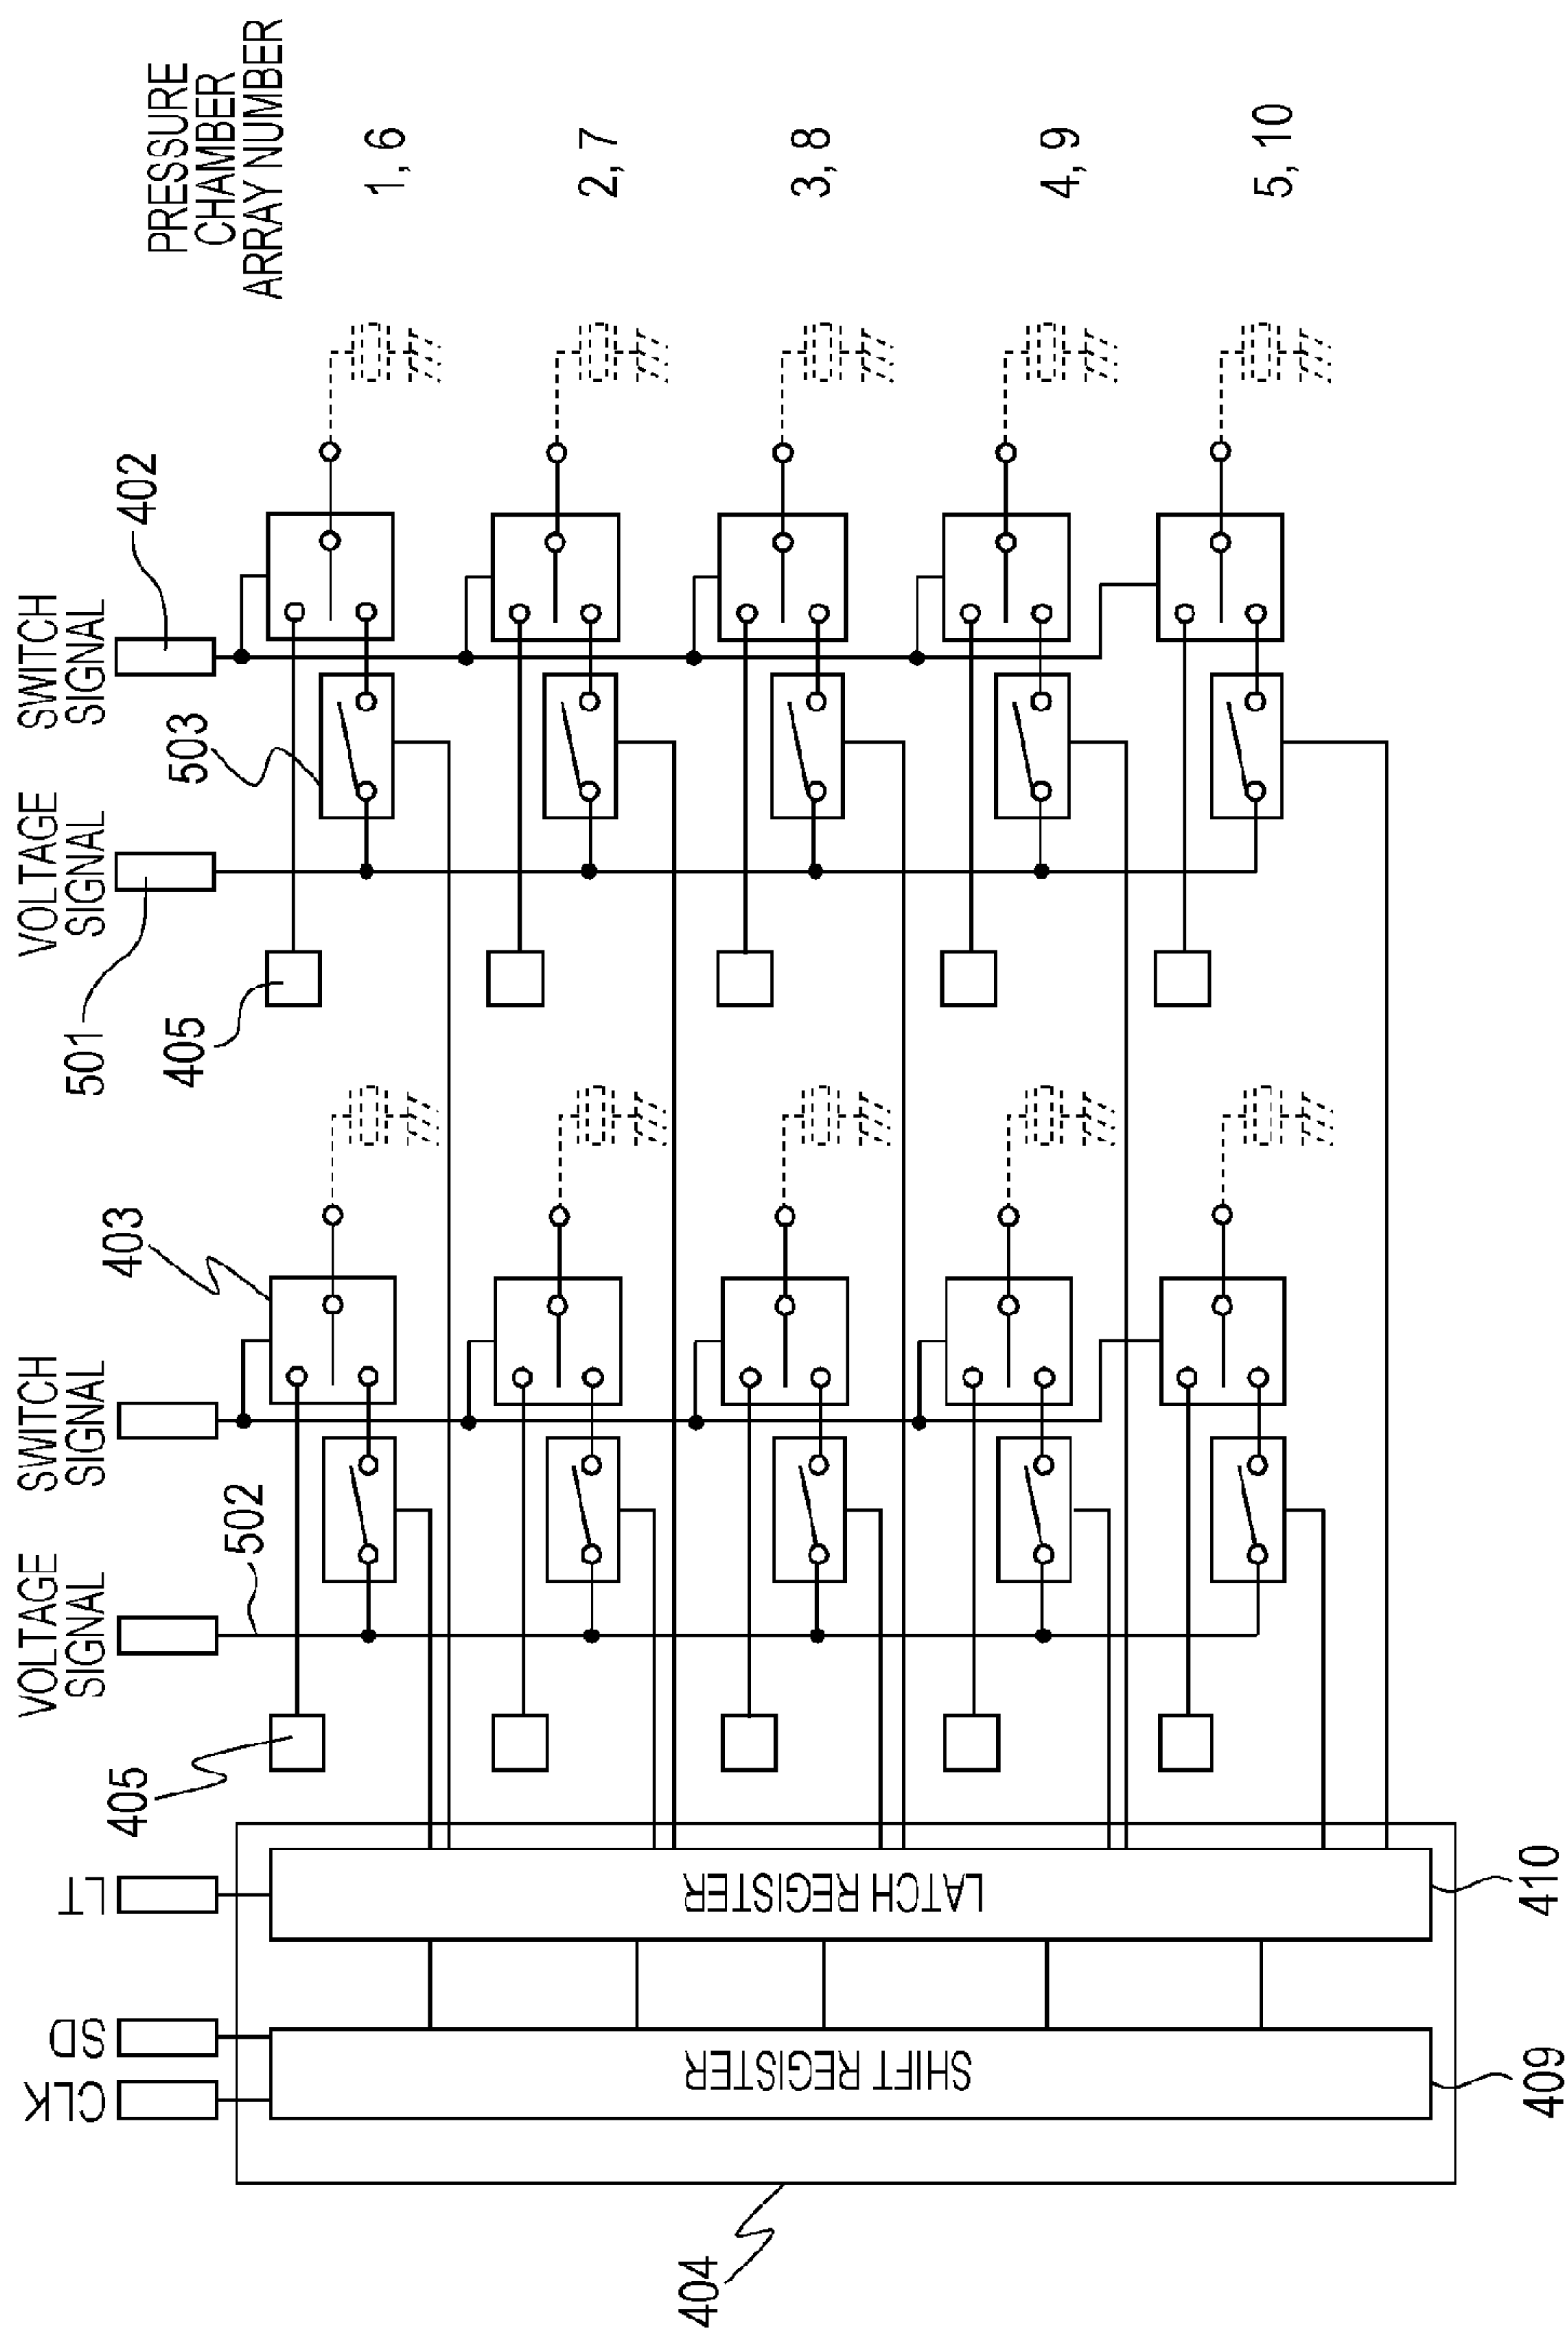 CLK
SD
LT
VOLTAGE
SIGNAL
SWITCH
SIGNAL
VOLTAGE
SIGNAL
SWITCH
SIGNAL
501
405
403
402
PRESSURE
CHAMBER
ARRAY NUMBER
502
405
503
1, 6
2, 7
404
SHIFT REGISTER
LATCH REGISTER
3, 8
4, 9
5, 10
409
410